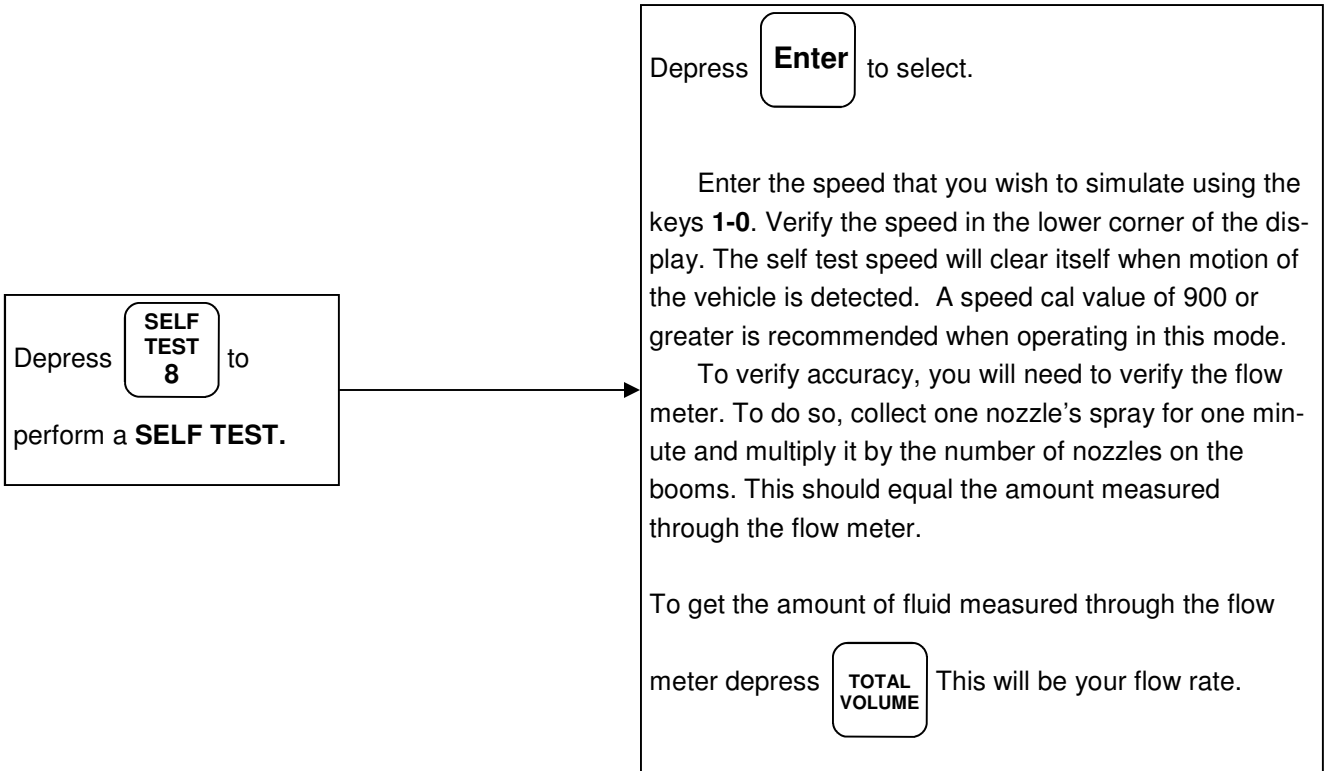 Depress SELF TEST 8 to
perform a SELF TEST.
Depress Enter to select.
Enter the speed that you wish to simulate using the
keys 1-0. Verify the speed in the lower corner of the dis-
play. The self test speed will clear itself when motion of
the vehicle is detected. A speed cal value of 900 or
greater is recommended when operating in this mode.
To verify accuracy, you will need to verify the flow
meter. To do so, collect one nozzle's spray for one min-
ute and multiply it by the number of nozzles on the
booms. This should equal the amount measured
through the flow meter.
To get the amount of fluid measured through the flow
meter depress TOTAL VOLUME This will be your flow rate.